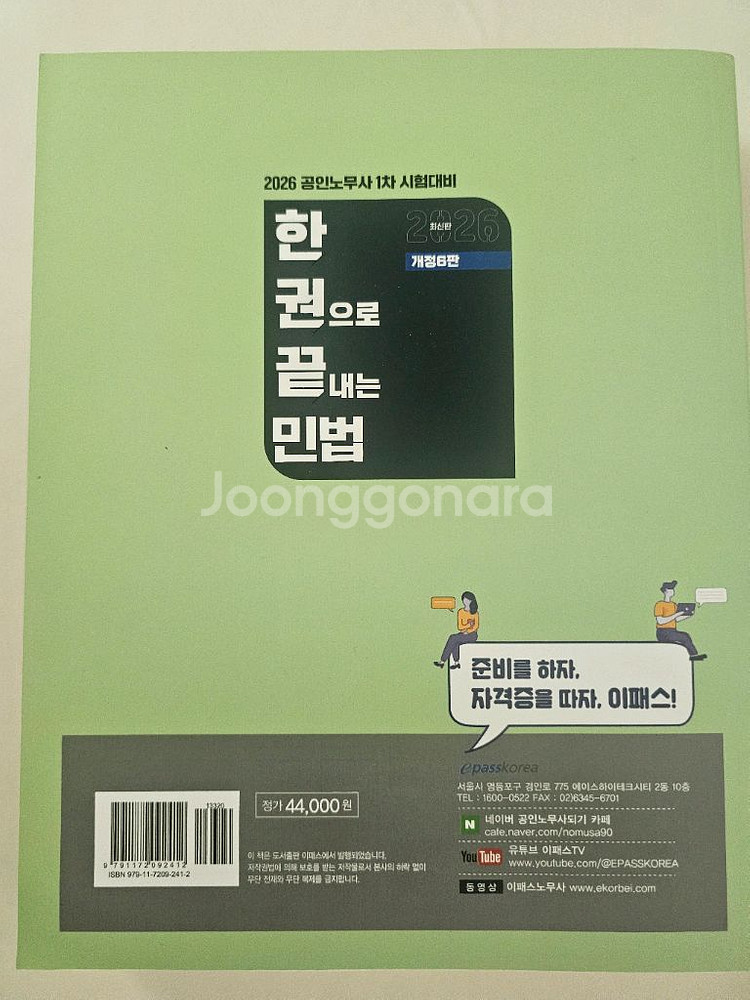 2026 공인노무사 1차 시험대비
2026
최신판
개정6판
한
권으로
끝내는
민법
Joonggonara
준비를 하자,
자격증을 따자, 이패스!
epasskorea
서울시 영등포구 경인로 775 에이스하이테크시티 2동 10층
TEL : 1600-0522 FAX : 02)6345-6701
N 네이버 공인노무사되기 카페
cafe.naver.com/nomusa90
YouTube 유튜브 이패스TV
www.youtube.com/@EPASSKOREA
동영상 이패스노무사 www.ekorbei.com
정가 44,000원
이 책은 도서출판 이패스에서 발행되었습니다.
저작권법에 의해 보호를 받는 저작물로서 본사의 허락 없이
무단 전재와 무단 복제를 금지합니다.
13320
9 791172 092412
ISBN 979-11-7209-241-2